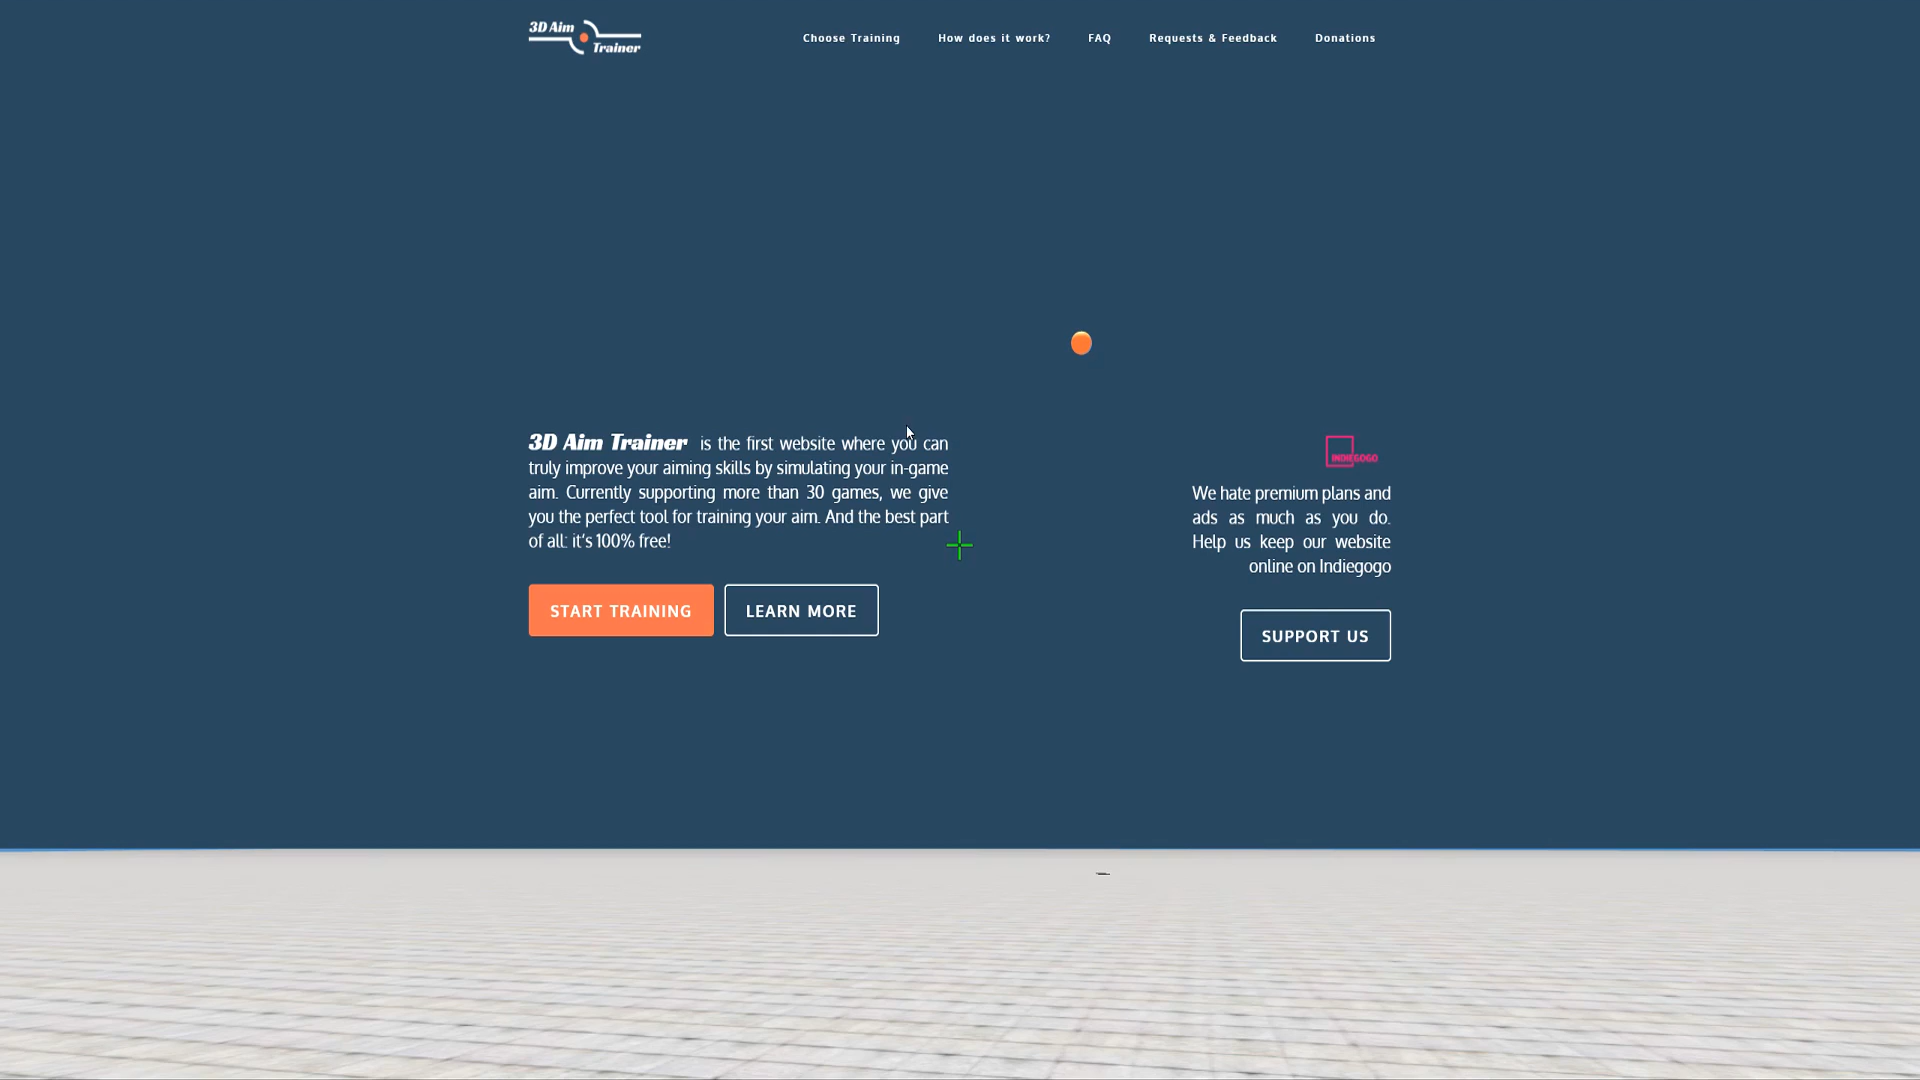 3D Aim
Trainer
Choose Training
How does it work?
FAQ
Requests & Feedback
Donations
3D Aim Trainer is the first website where you can
truly improve your aiming skills by simulating your in-game
aim. Currently supporting more than 30 games, we give
you the perfect tool for training your aim. And the best part
of all: it's 100% free!
START TRAINING
LEARN MORE
INDIEGOGO
We hate premium plans and
ads as much as you do.
Help us keep our website
online on Indiegogo
SUPPORT US